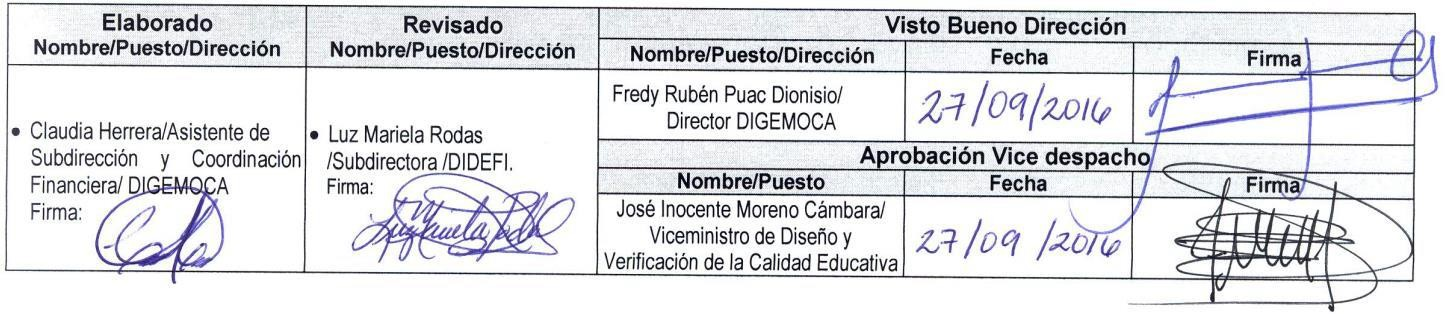 Elaborado
Nombre/Puesto/Dirección
Revisado
Nombre/Puesto/Dirección
Visto Bueno Dirección
Nombre/Puesto/Dirección
Fecha
Firma
• Claudia Herrera/Asistente de
Subdirección y Coordinación
Financiera/ DIGEMOCA
Firma:
• Luz Mariela Rodas
/Subdirectora /DIDEFI.
Firma:
Fredy Rubén Puac Dionisio/
Director DIGEMOCA
27/09/2016
Aprobación Vice despacho
Nombre/Puesto
Fecha
Firma
José Inocente Moreno Cámbara/
Viceministro de Diseño y
Verificación de la Calidad Educativa
27/09/2016